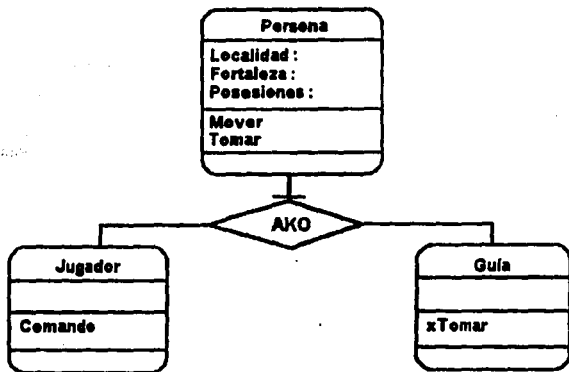 Persona
Localidad :
Fortaleza :
Posesiones :
Mover
Tomar
AKO
Jugador
Comando
Guía
xTomar